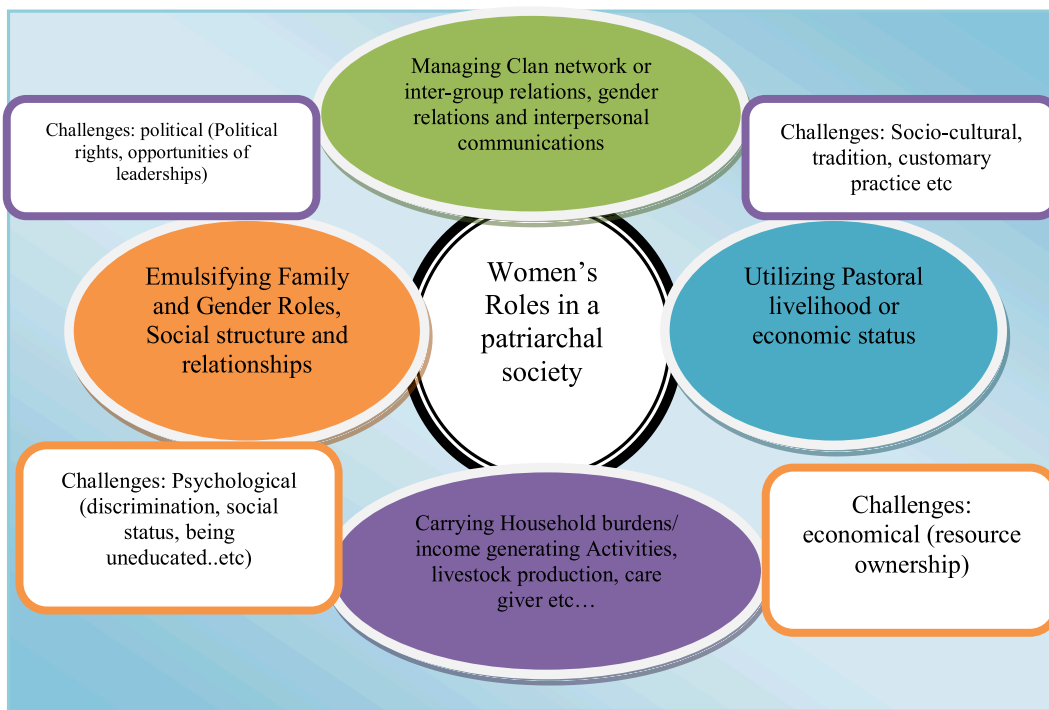 Managing Clan network or
inter-group relations, gender
relations and interpersonal
communications
Challenges: political (Political
rights, opportunities of
leaderships)
Challenges: Socio-cultural,
tradition, customary
practice etc
Emulsifying Family
and Gender Roles,
Social structure and
relationships
Women’s
Roles in a
patriarchal
society
Utilizing Pastoral
livelihood or
economic status
Challenges: Psychological
(discrimination, social
status, being
uneducated..etc)
Carrying Household burdens/
income generating Activities,
livestock production, care
giver etc…
Challenges:
economical (resource
ownership)